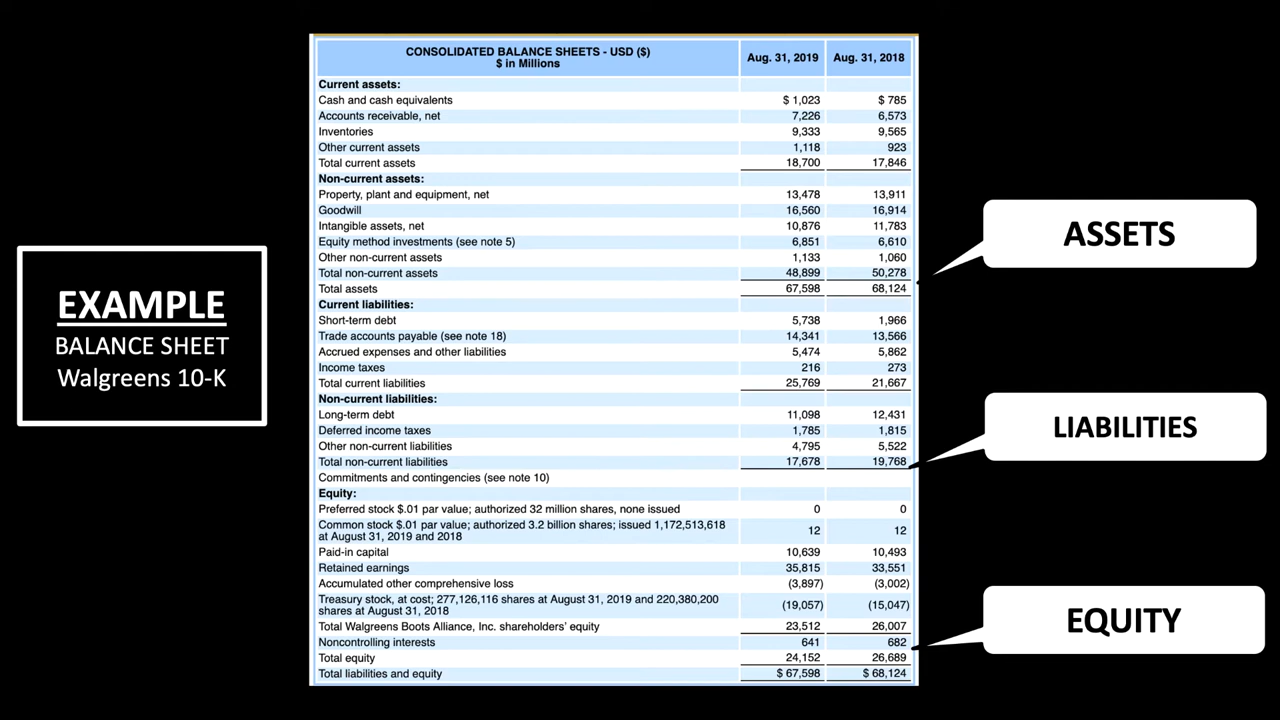 EXAMPLE
BALANCE SHEET
Walgreens 10-K
CONSOLIDATED BALANCE SHEETS - USD ($)
$ in Millions
Aug. 31, 2019 Aug. 31, 2018
Current assets:
Cash and cash equivalents $ 1,023 $ 785
Accounts receivable, net 7,226 6,573
Inventories 9,333 9,565
Other current assets 1,118 923
Total current assets 18,700 17,846
Non-current assets:
Property, plant and equipment, net 13,478 13,911
Goodwill 16,560 16,914
Intangible assets, net 10,876 11,783
Equity method investments (see note 5) 6,851 6,610
Other non-current assets 1,133 1,060
Total non-current assets 48,899 50,278
Total assets 67,598 68,124
Current liabilities:
Short-term debt 5,738 1,966
Trade accounts payable (see note 18) 14,341 13,566
Accrued expenses and other liabilities 5,474 5,862
Income taxes 216 273
Total current liabilities 25,769 21,667
Non-current liabilities:
Long-term debt 11,098 12,431
Deferred income taxes 1,785 1,815
Other non-current liabilities 4,795 5,522
Total non-current liabilities 17,678 19,768
Commitments and contingencies (see note 10)
Equity:
Preferred stock $.01 par value; authorized 32 million shares, none issued 0 0
Common stock $.01 par value; authorized 3.2 billion shares; issued 1,172,513,618
at August 31, 2019 and 2018 12 12
Paid-in capital 10,639 10,493
Retained earnings 35,815 33,551
Accumulated other comprehensive loss (3,897) (3,002)
Treasury stock, at cost; 277,126,116 shares at August 31, 2019 and 220,380,200
shares at August 31, 2018 (19,057) (15,047)
Total Walgreens Boots Alliance, Inc. shareholders' equity 23,512 26,007
Noncontrolling interests 641 682
Total equity 24,152 26,689
Total liabilities and equity $ 67,598 $ 68,124
ASSETS
LIABILITIES
EQUITY